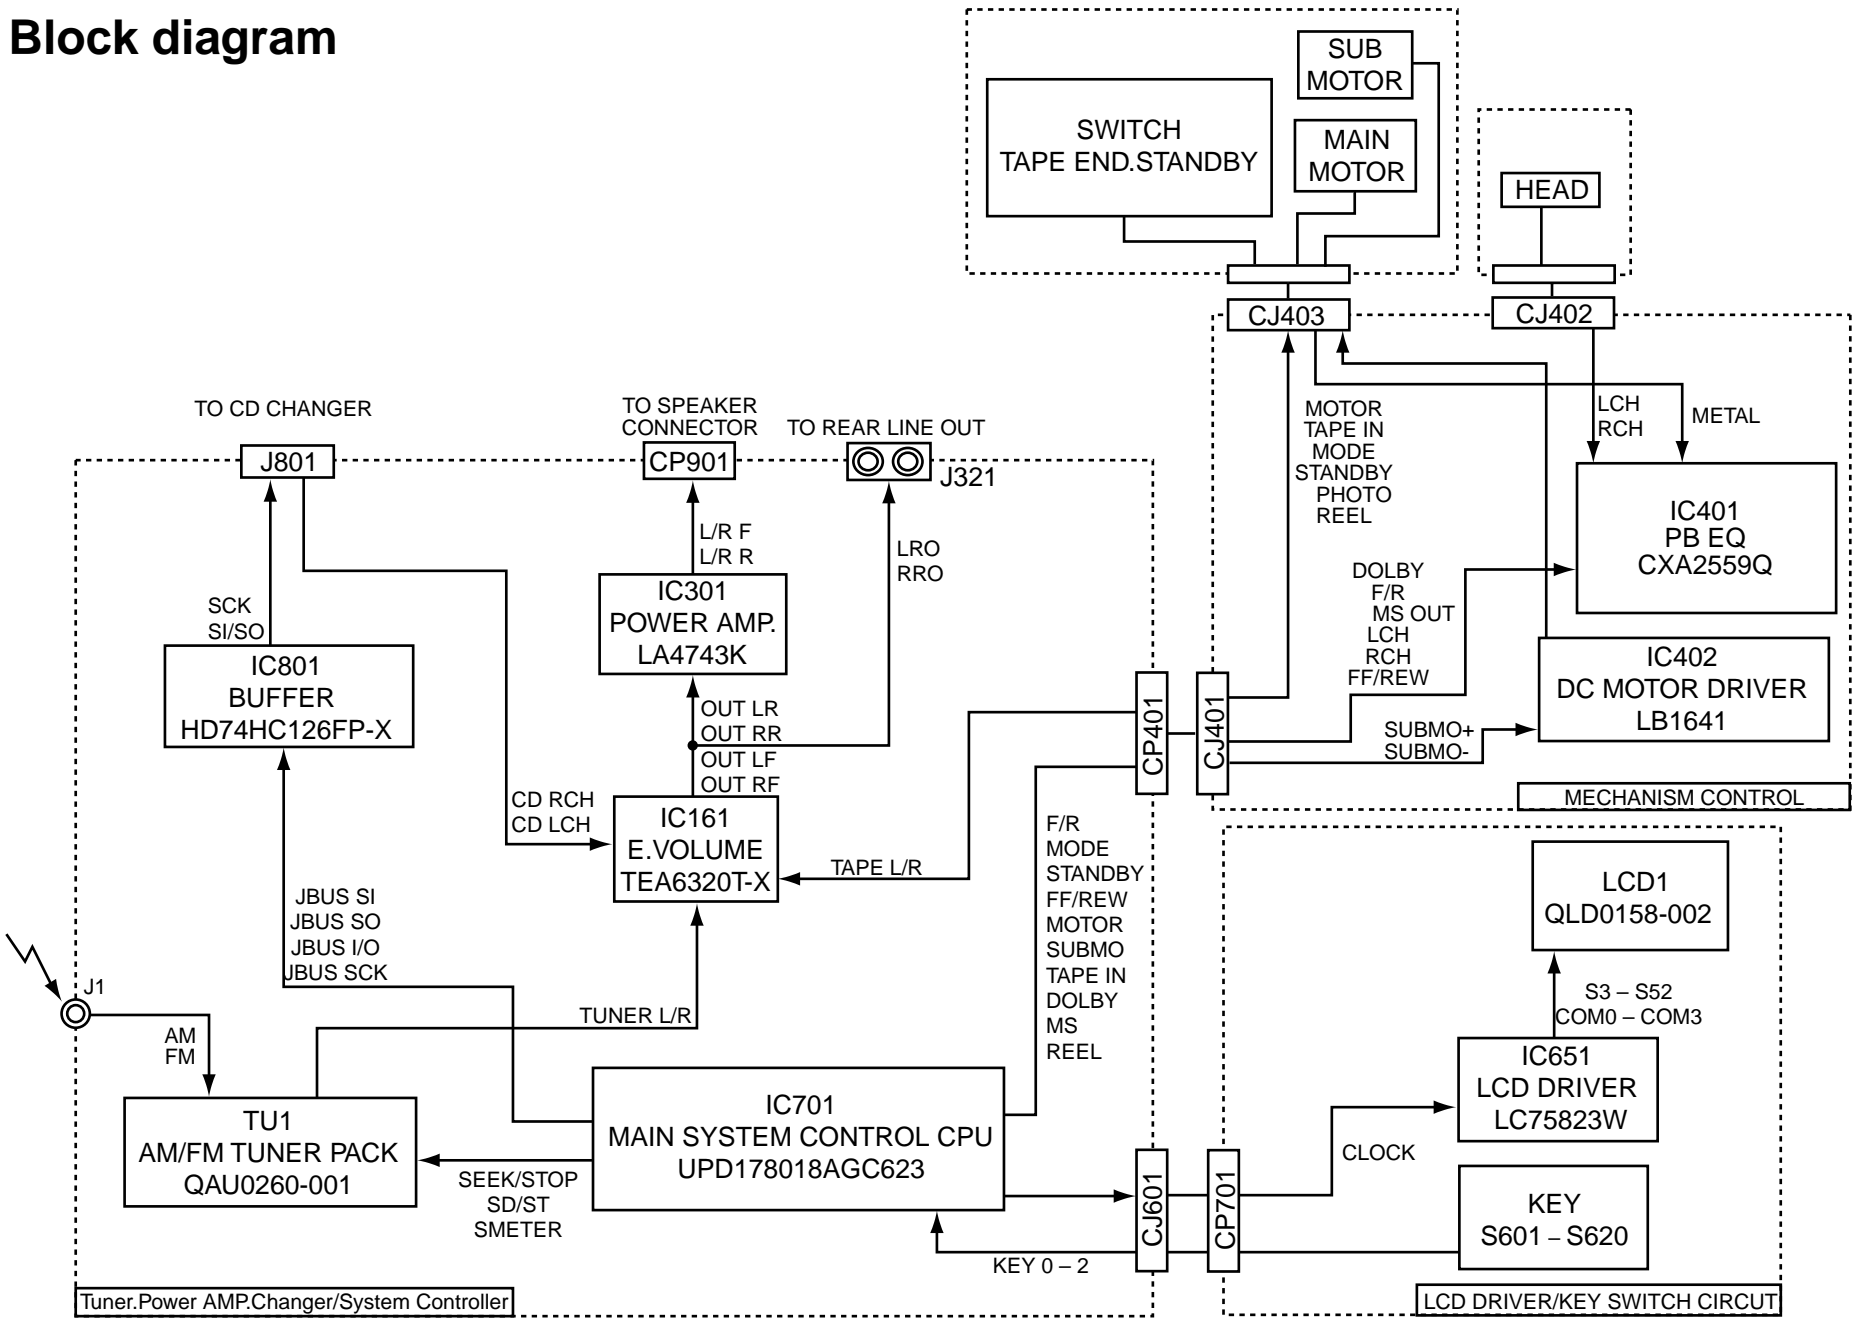 Block diagram
SUB
MOTOR
SWITCH
TAPE END.STANDBY
MAIN
MOTOR
HEAD
CJ403
CJ402
TO CD CHANGER
TO SPEAKER
CONNECTOR
TO REAR LINE OUT
J801
CP901
J321
MOTOR
TAPE IN
MODE
STANDBY
PHOTO
REEL
LCH
RCH
METAL
IC401
PB EQ
CXA2559Q
L/R F
L/R R
LRO
RRO
SCK
SI/SO
IC301
POWER AMP.
LA4743K
DOLBY
F/R
MS OUT
LCH
RCH
FF/REW
IC801
BUFFER
HD74HC126FP-X
IC402
DC MOTOR DRIVER
LB1641
OUT LR
OUT RR
OUT LF
OUT RF
CP401
CJ401
SUBMO+
SUBMO-
MECHANISM CONTROL
CD RCH
CD LCH
IC161
E.VOLUME
TEA6320T-X
TAPE L/R
F/R
MODE
STANDBY
FF/REW
MOTOR
SUBMO
TAPE IN
DOLBY
MS
REEL
JBUS SI
JBUS SO
JBUS I/O
JBUS SCK
LCD1
QLD0158-002
J1
AM
FM
TUNER L/R
S3 – S52
COM0 – COM3
IC651
LCD DRIVER
LC75823W
TU1
AM/FM TUNER PACK
QAU0260-001
IC701
MAIN SYSTEM CONTROL CPU
UPD178018AGC623
SEEK/STOP
SD/ST
SMETER
CJ601
CP701
CLOCK
KEY
S601 – S620
KEY 0 – 2
Tuner.Power AMP.Changer/System Controller
LCD DRIVER/KEY SWITCH CIRCUT